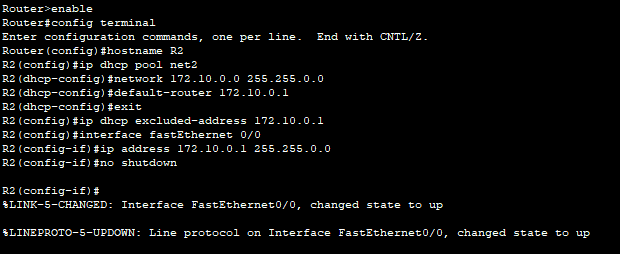 Router>enable
Router#config terminal
Enter configuration commands, one per line.  End with CNTL/Z.
Router(config)#hostname R2
R2(config)#ip dhcp pool net2
R2(dhcp-config)#network 172.10.0.0 255.255.0.0
R2(dhcp-config)#default-router 172.10.0.1
R2(dhcp-config)#exit
R2(config)#ip dhcp excluded-address 172.10.0.1
R2(config)#interface fastEthernet 0/0
R2(config-if)#ip address 172.10.0.1 255.255.0.0
R2(config-if)#no shutdown
R2(config-if)#
%LINK-5-CHANGED: Interface FastEthernet0/0, changed state to up
%LINEPROTO-5-UPDOWN: Line protocol on Interface FastEthernet0/0, changed state to up